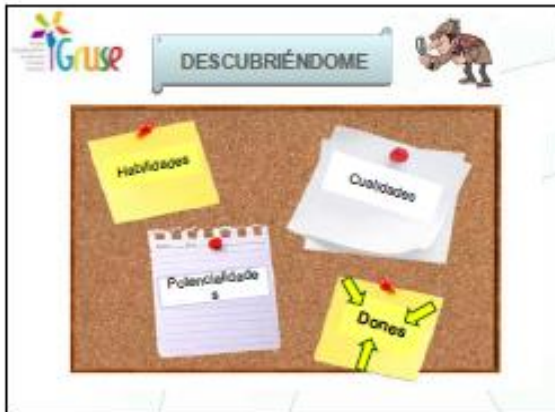 Gruse
DESCUBRIÉNDOME
Habilidades
Cualidades
Potencialidade
s
Dones